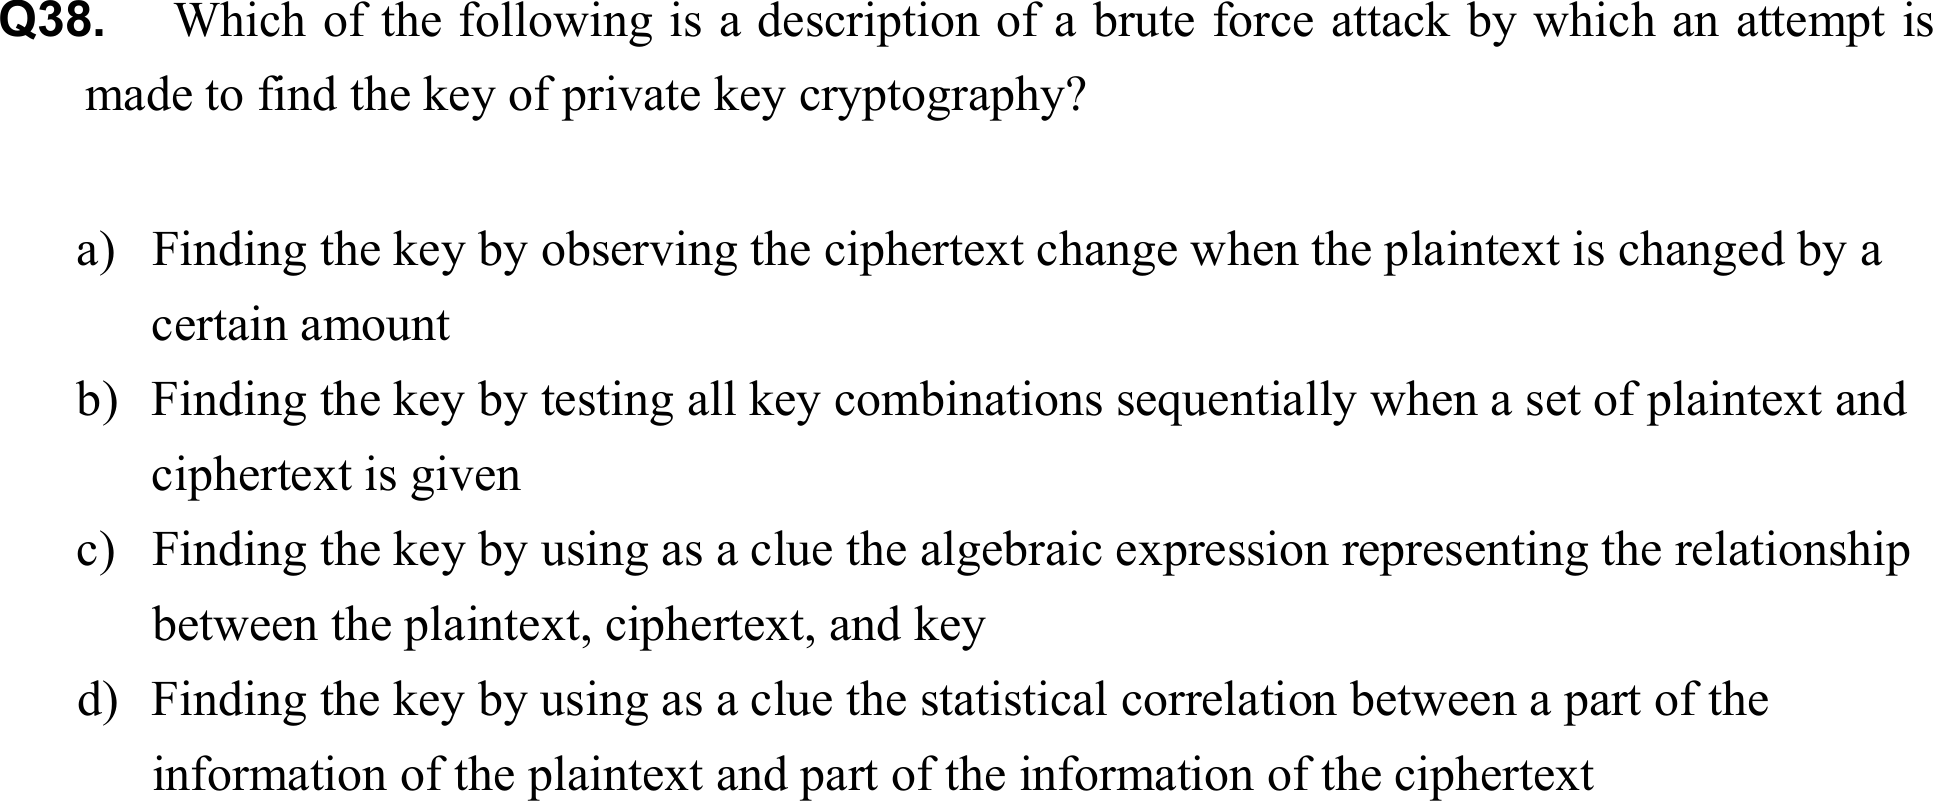 Q38. Which of the following is a description of a brute force attack by which an attempt is
made to find the key of private key cryptography?
a) Finding the key by observing the ciphertext change when the plaintext is changed by a
certain amount
b) Finding the key by testing all key combinations sequentially when a set of plaintext and
ciphertext is given
c) Finding the key by using as a clue the algebraic expression representing the relationship
between the plaintext, ciphertext, and key
d) Finding the key by using as a clue the statistical correlation between a part of the
information of the plaintext and part of the information of the ciphertext